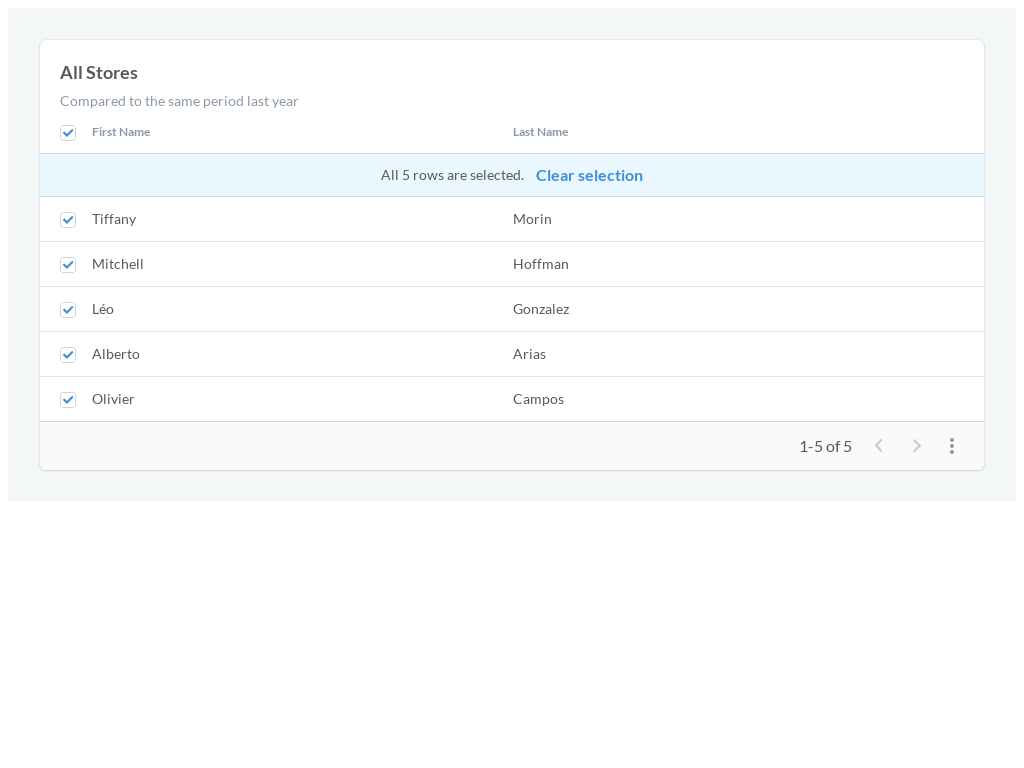 All Stores
Compared to the same period last year
First Name Last Name
All 5 rows are selected. Clear selection
Tiffany Morin
Mitchell Hoffman
Léo Gonzalez
Alberto Arias
Olivier Campos
1-5 of 5